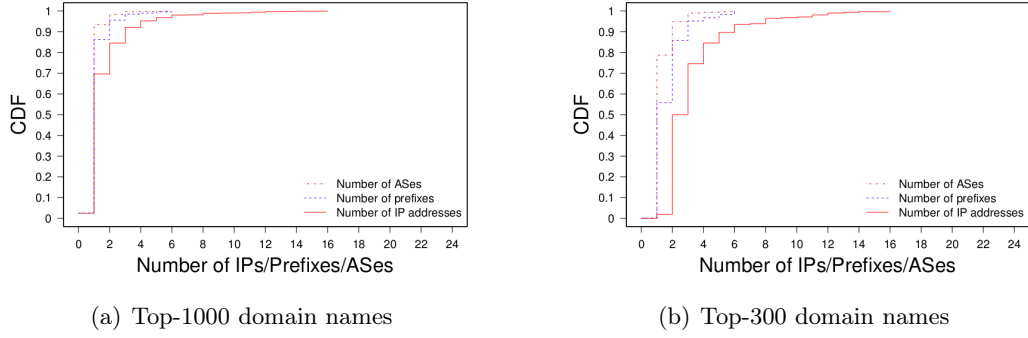 CDF
1
0.9
0.8
0.7
0.6
0.5
0.4
0.3
0.2
0.1
0
Number of ASes
Number of prefixes
Number of IP addresses
0 2 4 6 8 10 12 14 16 18 20 22 24
Number of IPs/Prefixes/ASes
(a) Top-1000 domain names
CDF
1
0.9
0.8
0.7
0.6
0.5
0.4
0.3
0.2
0.1
0
Number of ASes
Number of prefixes
Number of IP addresses
0 2 4 6 8 10 12 14 16 18 20 22 24
Number of IPs/Prefixes/ASes
(b) Top-300 domain names